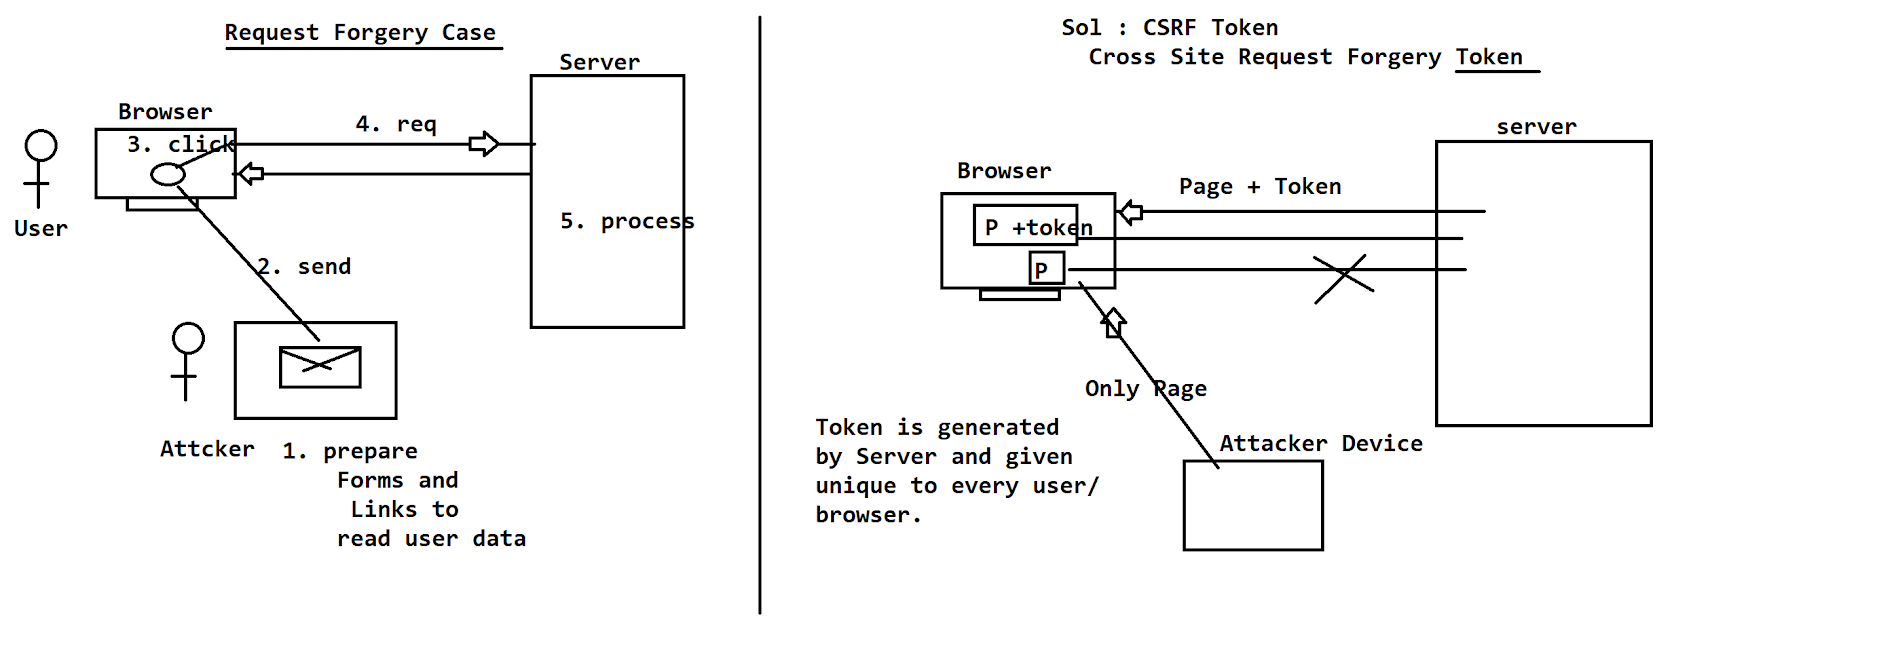 Request Forgery Case
Server
Browser
3. click
4. req
User
5. process
2. send
Attcker
1. prepare
Forms and
Links to
read user data
Sol : CSRF Token
Cross Site Request Forgery Token
server
Browser
Page + Token
P +token
P
Only Page
Token is generated
by Server and given
unique to every user/
browser.
Attacker Device